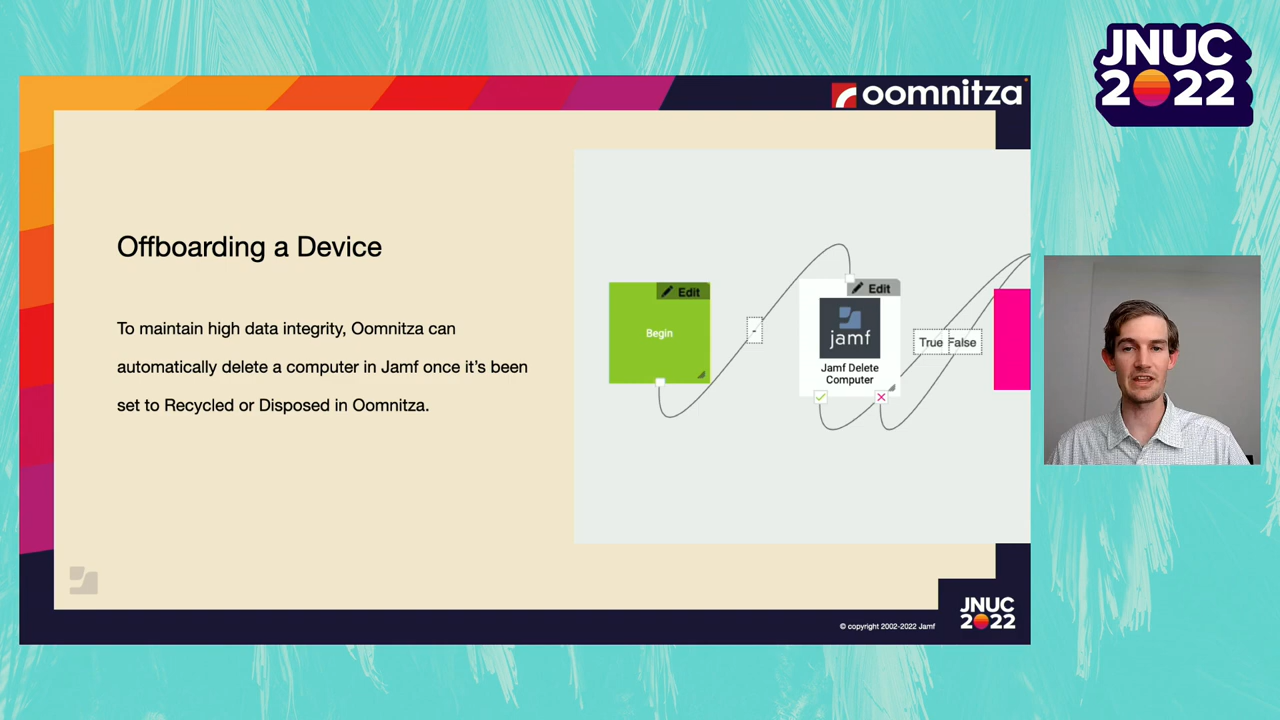 JNUC
2022
oomnitza
Offboarding a Device
To maintain high data integrity, Oomnitza can
automatically delete a computer in Jamf once it's been
set to Recycled or Disposed in Oomnitza.
Edit
Begin
-
Edit
jamf
Jamf Delete
Computer
True
False
JNUC
2022
© copyright 2002-2022 Jamf